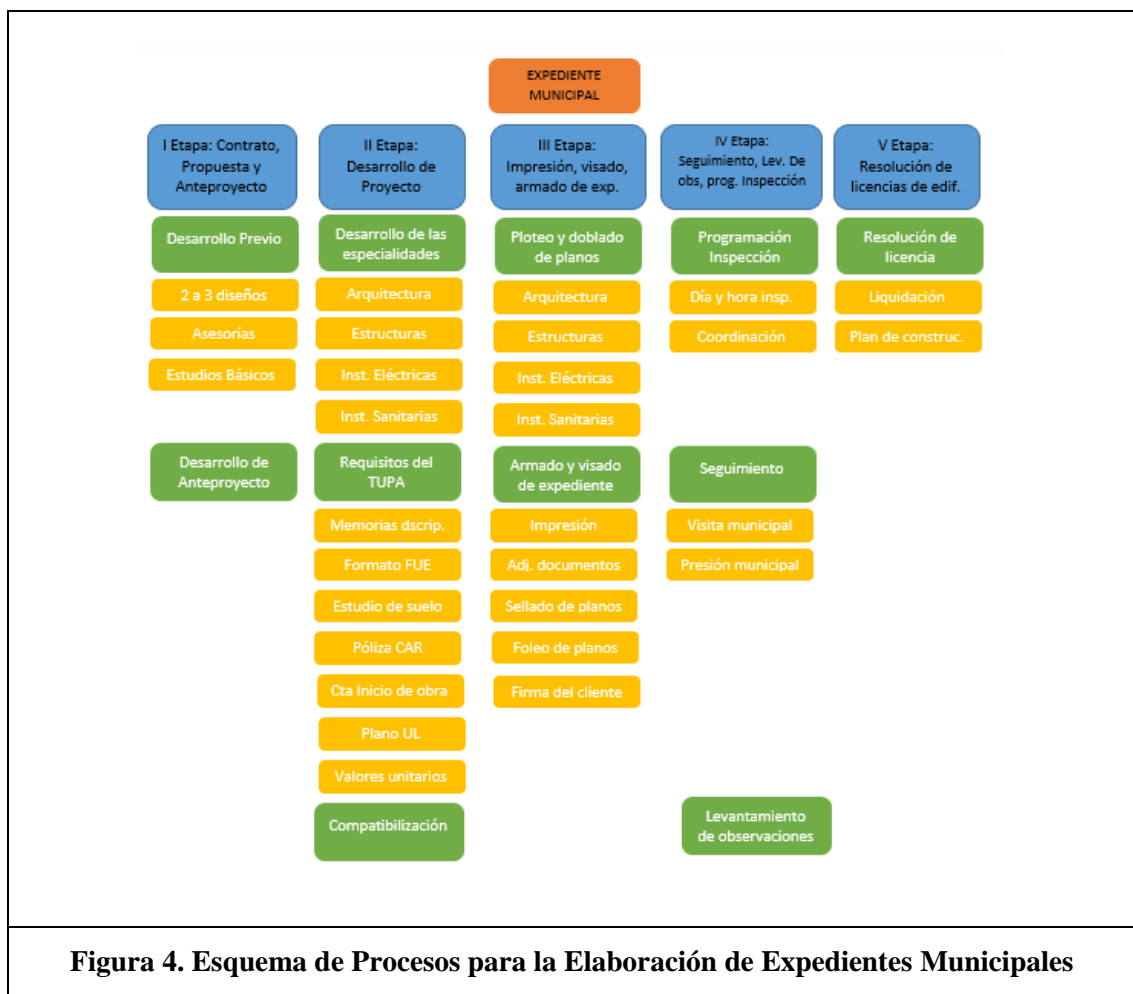 EXPEDIENTE
MUNICIPAL
I Etapa: Contrato,
Propuesta y
Anteproyecto
Desarrollo Previo
2 a 3 diseños
Asesorías
Estudios Básicos
Desarrollo de
Anteproyecto
II Etapa:
Desarrollo de
Proyecto
Desarrollo de las
especialidades
Arquitectura
Estructuras
Inst. Eléctricas
Inst. Sanitarias
Requisitos del
TUPA
Memorias dscrip.
Formato FUE
Estudio de suelo
Póliza CAR
Cta Inicio de obra
Plano UL
Valores unitarios
Compatibilización
III Etapa:
Impresión, visado,
armado de exp.
Ploteo y doblado
de planos
Arquitectura
Estructuras
Inst. Eléctricas
Inst. Sanitarias
Armado y visado
de expediente
Impresión
Adj. documentos
Sellado de planos
Foleo de planos
Firma del cliente
IV Etapa:
Seguimiento, Lev. De
obs, prog. Inspección
Programación
Inspección
Día y hora insp.
Coordinación
Seguimiento
Visita municipal
Presión municipal
Levantamiento
de observaciones
V Etapa:
Resolución de
licencias de edif.
Resolución de
licencia
Liquidación
Plan de construc.
Figura 4. Esquema de Procesos para la Elaboración de Expedientes Municipales